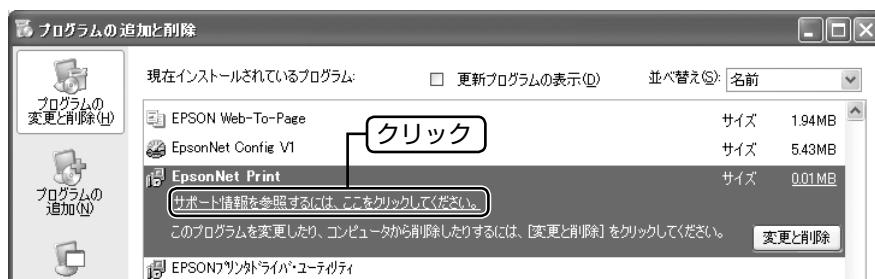 プログラムの追加と削除
現在インストールされているプログラム:
更新プログラムの表示(D)
並べ替え(S):
名前
プログラムの
変更と削除(H)
EPSON Web-To-Page
サイズ 1.94MB
クリック
EpsonNet Config V1
サイズ 5.43MB
EpsonNet Print
サイズ 0.01MB
プログラムの
追加(N)
サポート情報を参照するには、ここをクリックしてください。
このプログラムを変更したり、コンピュータから削除したりするには、[変更と削除] をクリックしてください。
変更と削除
EPSONプリンタドライバ・ユーティリティ